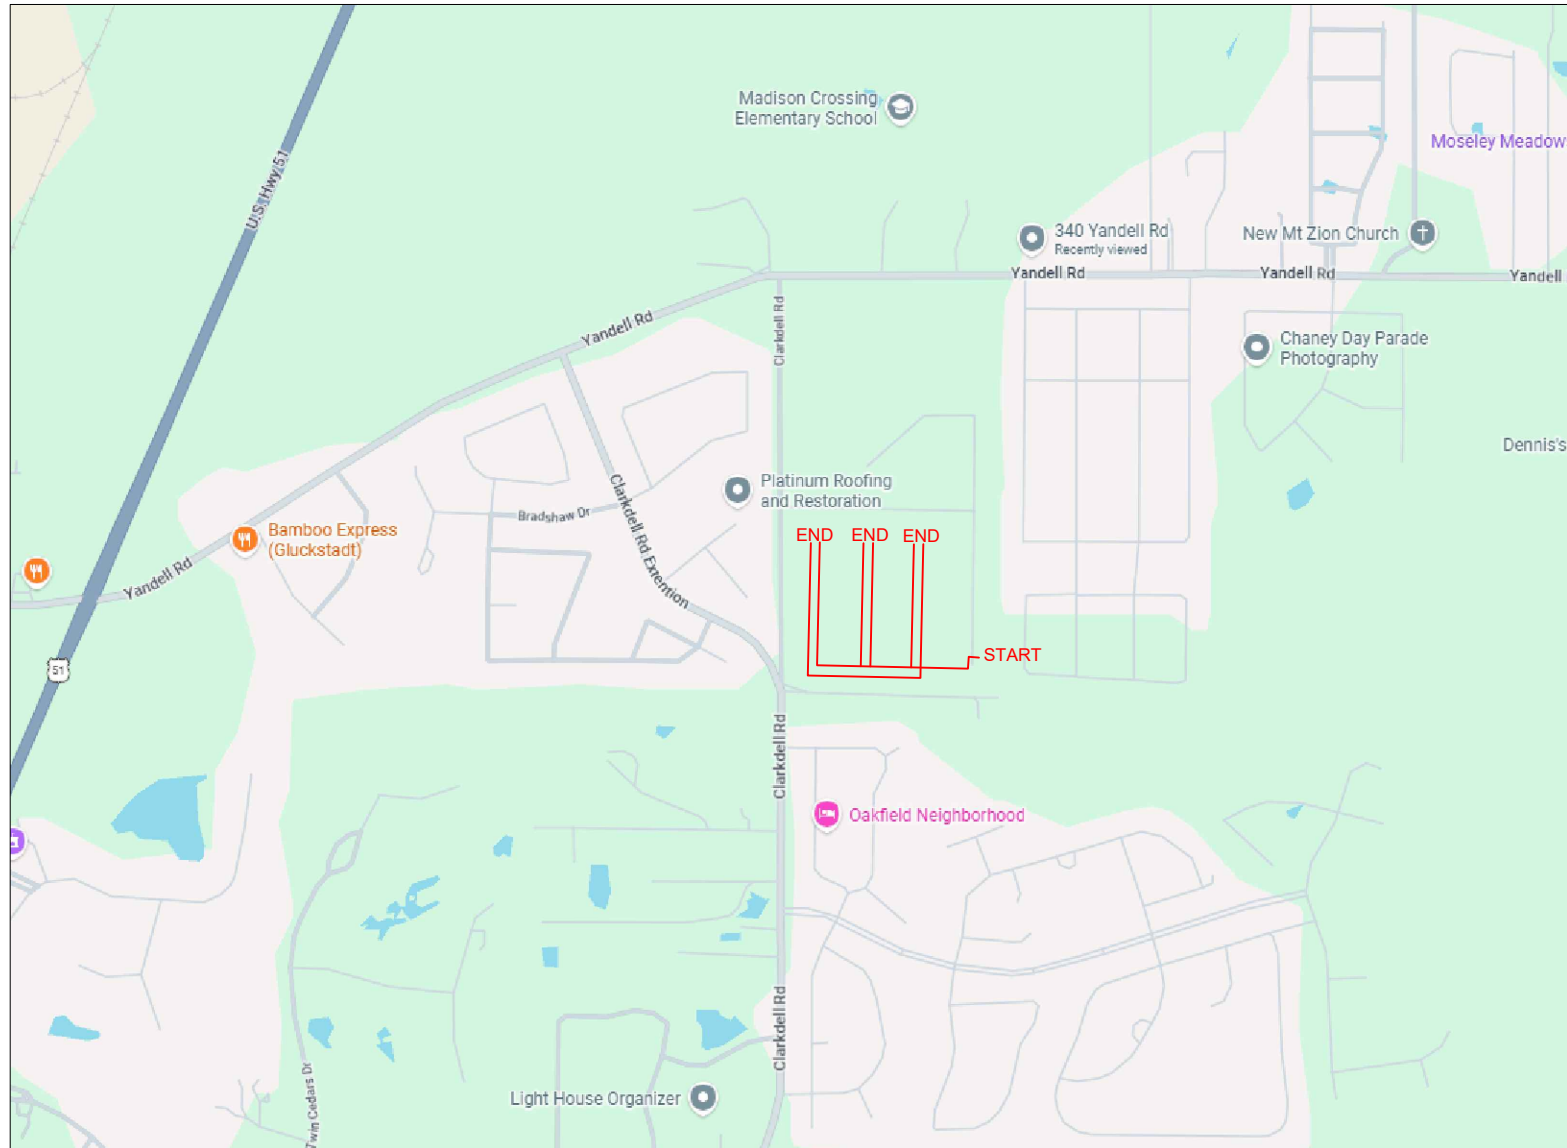 Madison Crossing
Elementary School
Moseley Meadow
U.S. Hwy 51
340 Yandell Rd
Recently viewed
New Mt Zion Church
Yandell Rd
Yandell Rd
Yandell
Clarkdell Rd
Yandell Rd
Chaney Day Parade
Photography
Dennis's
Platinum Roofing
and Restoration
Clarkdell Rd Extention
Bradshaw Dr
Bamboo Express
(Gluckstadt)
END
END
END
Yandell Rd
START
51
Clarkdell Rd
Oakfield Neighborhood
Clarkdell Rd
Twin Cedars Dr
Light House Organizer